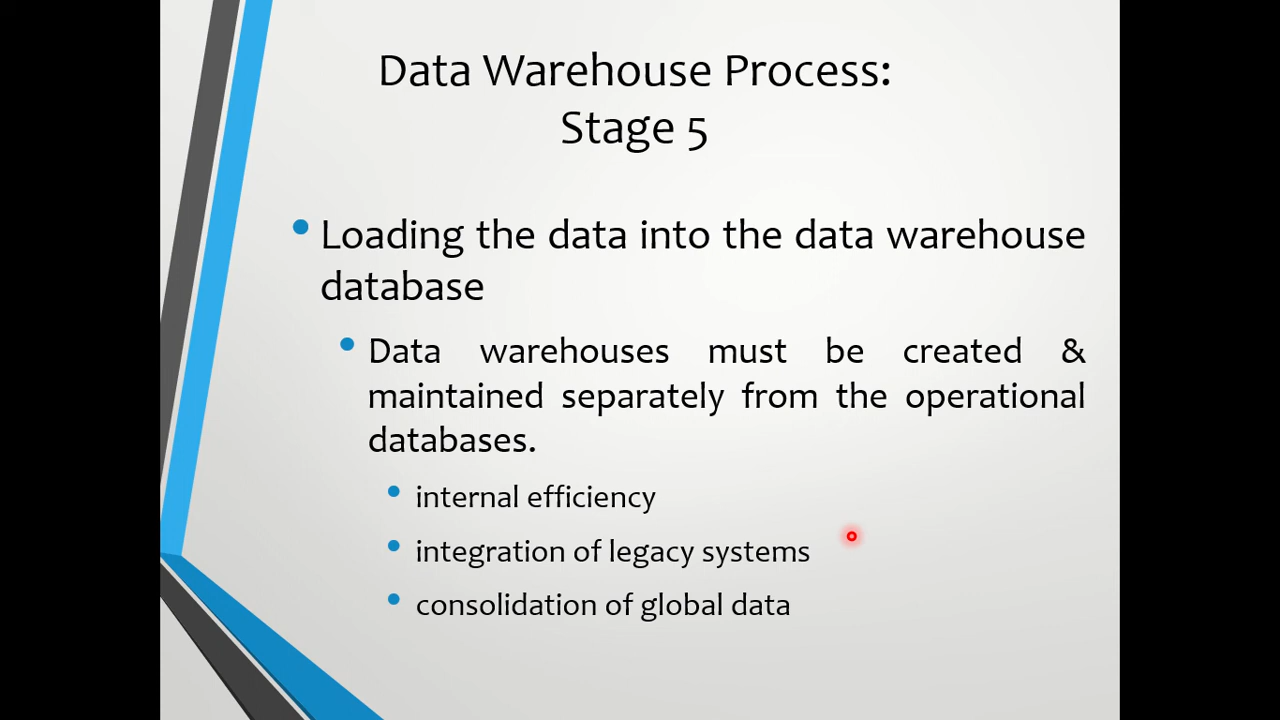 Data Warehouse Process:
Stage 5
Loading the data into the data warehouse
database
Data warehouses must be created &
maintained separately from the operational
databases.
internal efficiency
integration of legacy systems
consolidation of global data